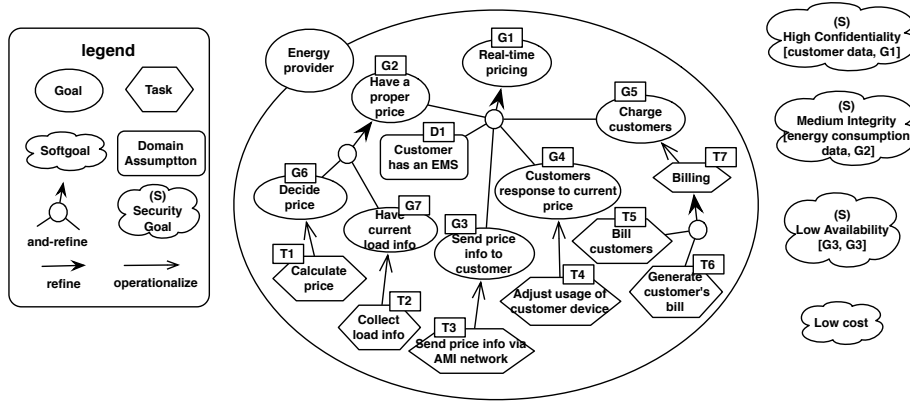 legend
Goal
Task
Softgoal
Domain
Assumptton
and-refine
(S)
Security
Goal
refine
operationalize
Energy
provider
G1
Real-time
pricing
G2
Have a
proper
price
D1
Customer
has an EMS
G5
Charge
customers
G6
Decide
price
G7
Have
current
load info
G3
Send price
info to
customer
G4
Customers
response to current
price
T7
Billing
T5
Bill
customers
T6
Generate
customer's
bill
T1
Calculate
price
T2
Collect
load info
T3
Send price info via
AMI network
T4
Adjust usage of
customer device
(S)
High Confidentiality
[customer data, G1]
(S)
Medium Integrity
[energy consumption
data, G2]
(S)
Low Availability
[G3, G3]
Low cost